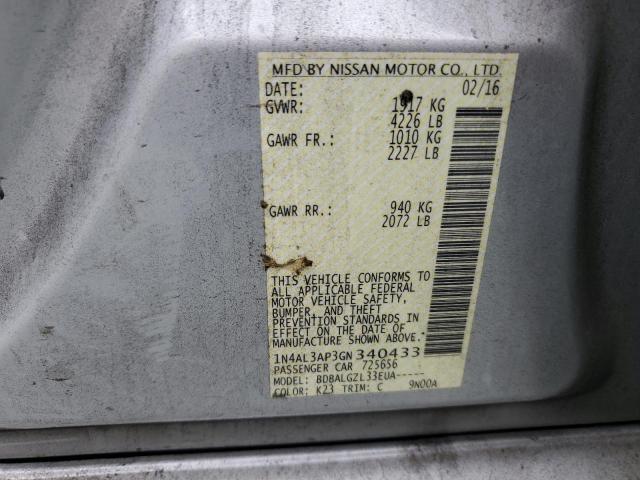 MFD BY NISSAN MOTOR CO., LTD.
DATE: 02/16
GVWR: 1917 KG
4226 LB
GAWR FR.: 1010 KG
2227 LB
GAWR RR.: 940 KG
2072 LB
THIS VEHICLE CONFORMS TO
ALL APPLICABLE FEDERAL
MOTOR VEHICLE SAFETY,
BUMPER, AND THEFT
PREVENTION STANDARDS IN
EFFECT ON THE DATE OF
MANUFACTURE SHOWN ABOVE.
1N4AL3AP3GN340433
PASSENGER CAR 725656
MODEL: BDBALGZL33EUA-----
COLOR: K23 TRIM: C 9N00A